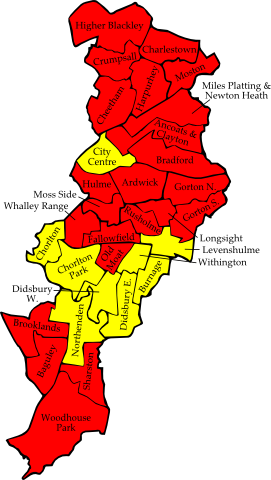 Higher Blackley
Crumpsall
Charlestown
Moston
Cheetham
Harpurhey
Miles Platting &
Newton Heath
Ancoats &
Clayton
City
Centre
Bradford
Hulme
Ardwick
Gorton N.
Moss Side
Whalley Range
Rusholme
Gorton S.
Chorlton
Fallowfield
Longsight
Levenshulme
Withington
Old
Moat
Chorlton
Park
Burnage
Didsbury
W.
Didsbury E.
Northenden
Brooklands
Baguley
Sharston
Woodhouse
Park